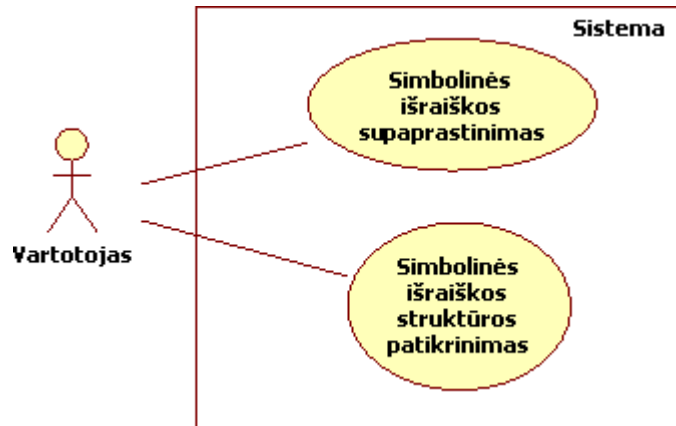 Sistema
Simbolinės
išraiškos
supaprastinimas
Vartotojas
Simbolinės
išraiškos
struktūros
patikrinimas